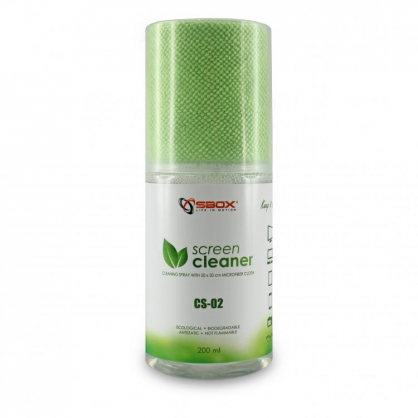 SBOX
LIFE IN MOTION
screen
cleaner
CLEANING SPRAY WITH 20 x 20 cm MICROFIBER CLOTH
CS-02
ECOLOGICAL • BIODEGRADABLE
ANTISTATIC • NOT FLAMMABLE
200 ml